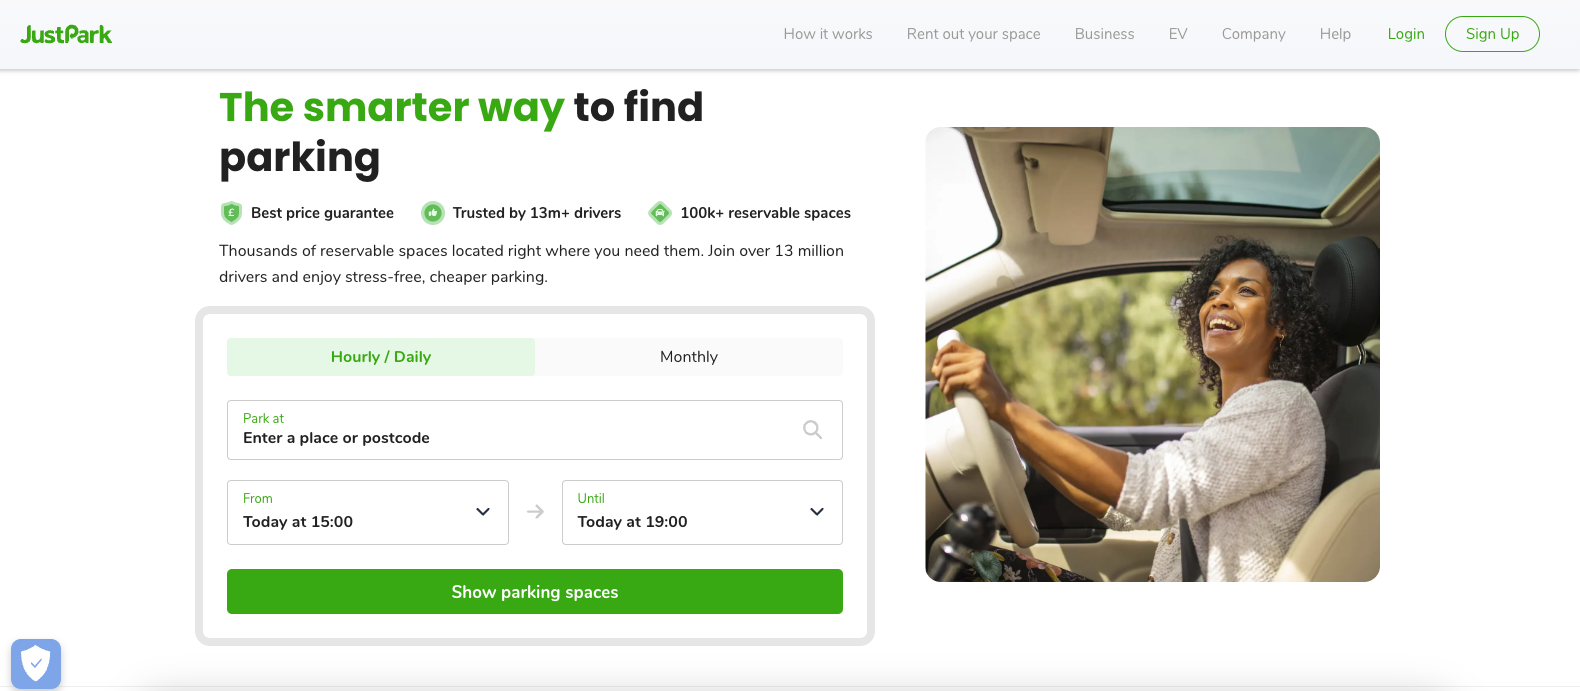 JustPark
How it works
Rent out your space
Business
EV
Company
Help
Login
Sign Up
The smarter way to find
parking
£
Best price guarantee
Trusted by 13m+ drivers
100k+ reservable spaces
Thousands of reservable spaces located right where you need them. Join over 13 million
drivers and enjoy stress-free, cheaper parking.
Hourly / Daily
Monthly
Park at
Enter a place or postcode
From
Today at 15:00
Until
Today at 19:00
Show parking spaces